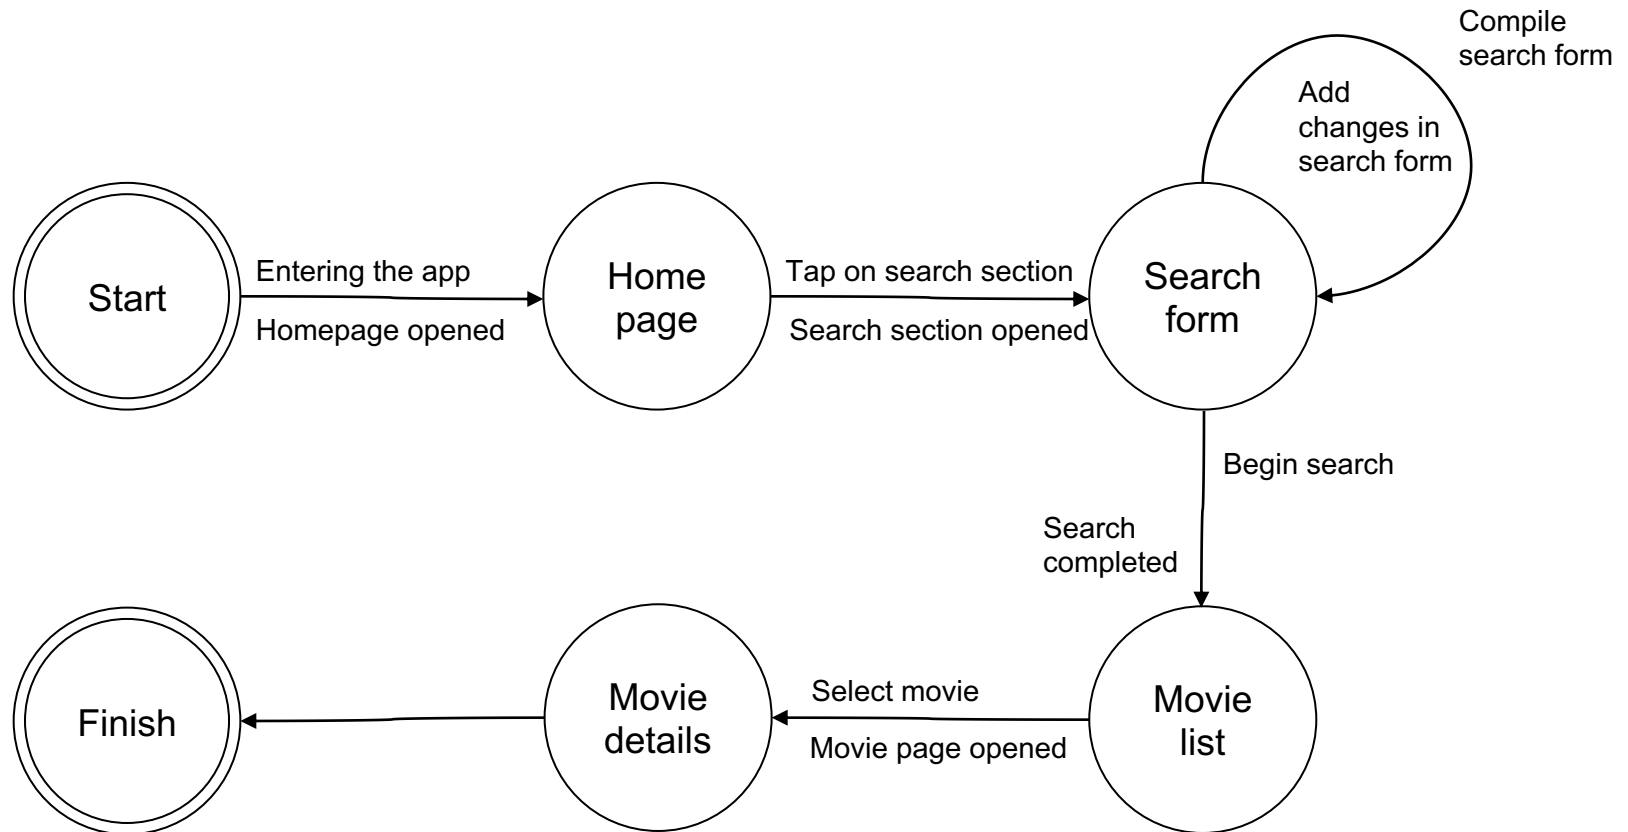 Compile
search form
Add
changes in
search form
Start
Entering the app
Homepage opened
Home
page
Tap on search section
Search section opened
Search
form
Begin search
Search
completed
Finish
Movie
details
Select movie
Movie page opened
Movie
list